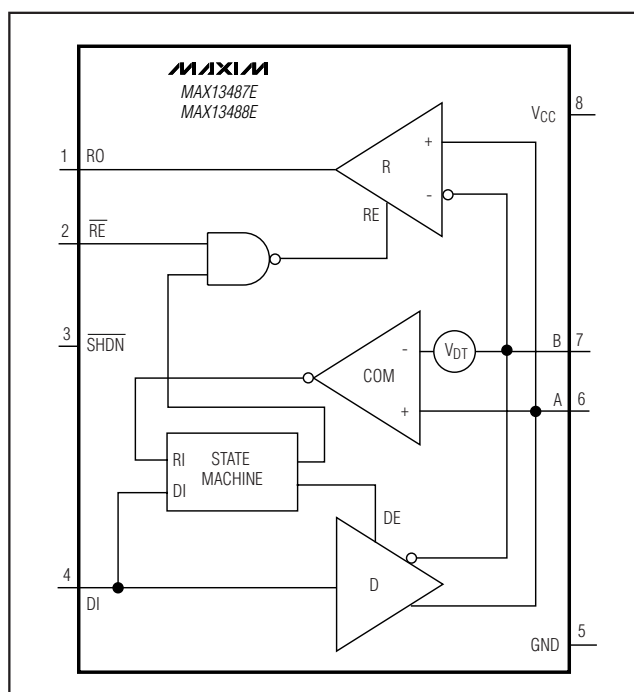 MAXIM
MAX13487E
MAX13488E
VCC 8
1 RO
R
+
-
RE
2 RE
3 SHDN
COM
-
+
VDT
B 7
A 6
RI
DI
STATE
MACHINE
DE
D
4
DI
GND 5